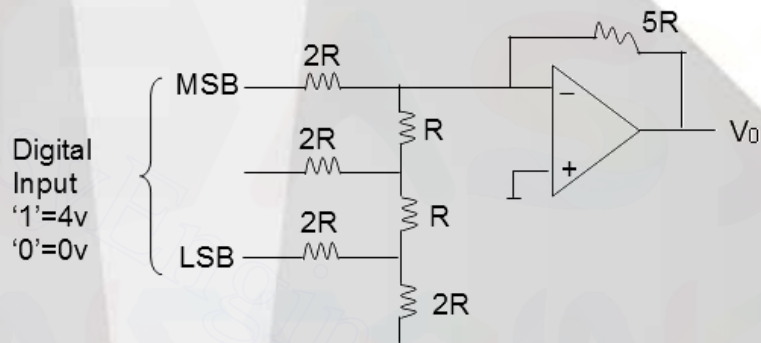 5R
2R
MSB
−
R
V0
2R
+
Digital
Input
'1'=4v
'0'=0v
R
2R
LSB
2R